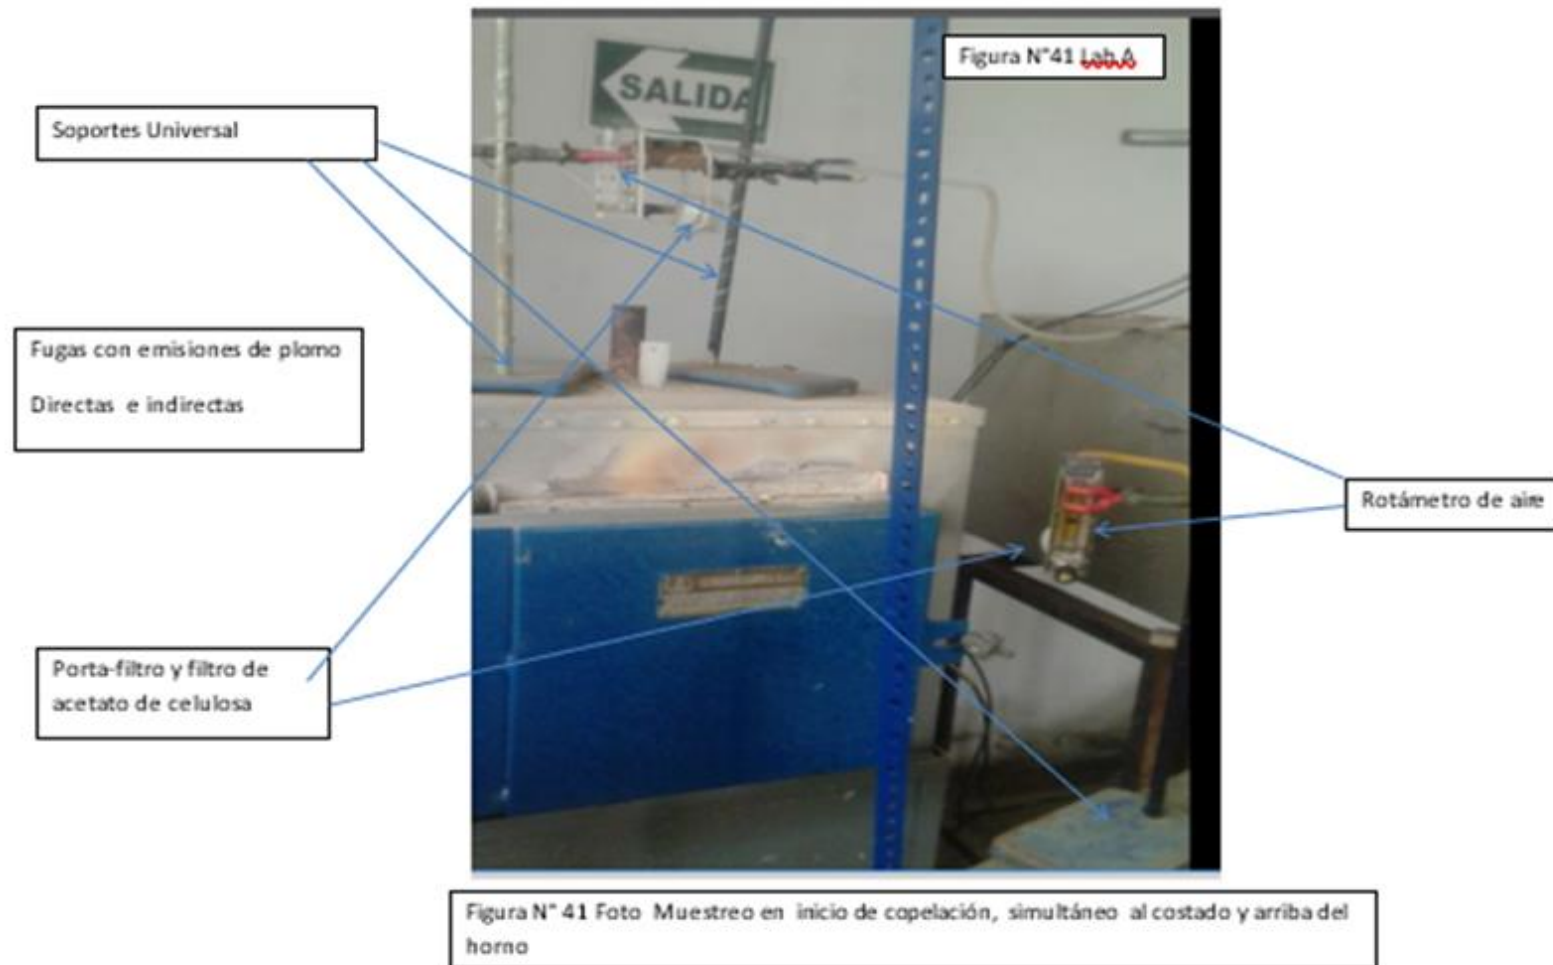 Figura N°41 Lab A
SALIDA
Soportes Universal
Fugas con emisiones de plomo
Directas e indirectas
Rotámetro de aire
Porta-filtro y filtro de
acetato de celulosa
Figura N° 41 Foto Muestreo en inicio de copelación, simultáneo al costado y arriba del
horno